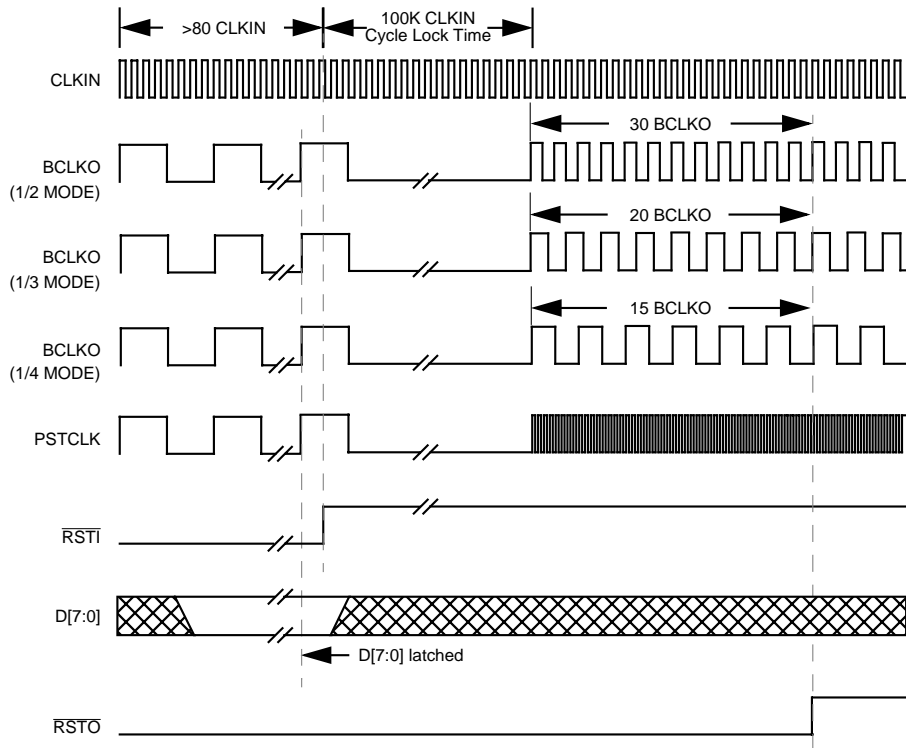 >80 CLKIN
100K CLKIN
Cycle Lock Time
CLKIN
30 BCLKO
BCLKO
(1/2 MODE)
20 BCLKO
BCLKO
(1/3 MODE)
15 BCLKO
BCLKO
(1/4 MODE)
PSTCLK
RSTI
D[7:0]
D[7:0] latched
RSTO